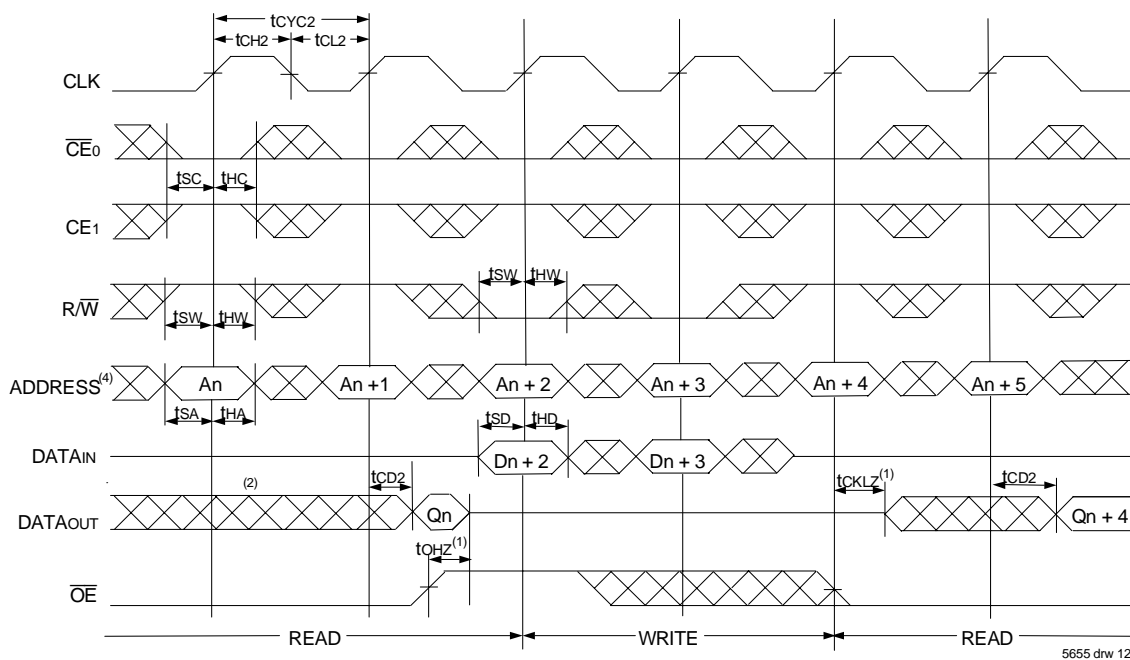 tCYC2
tCH2 tCL2
CLK
CE0
tSC tHC
CE1
tSW tHW
R/W
tSW tHW
ADDRESS(4) An An +1 An + 2 An + 3 An + 4 An + 5
tSA tHA
tSD tHD
DATAIN Dn + 2 Dn + 3
(2) tCD2 tCKLZ(1) tCD2
DATAOUT Qn Qn + 4
tOHZ(1)
OE
READ WRITE READ
5655 drw 12